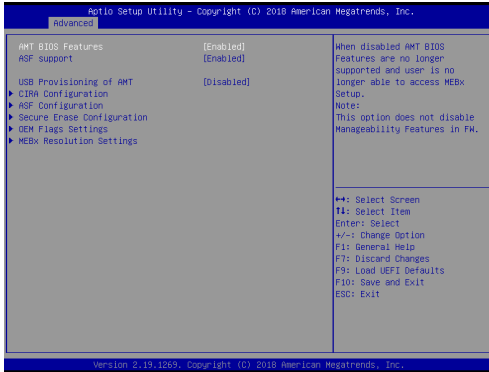 Aptio Setup Utility – Copyright (C) 2018 American Megatrends, Inc.
Advanced
AMT BIOS Features [Enabled]
ASF support [Enabled]
USB Provisioning of AMT [Disabled]
CIRA Configuration
ASF Configuration
Secure Erase Configuration
OEM Flags Settings
MEBx Resolution Settings
When disabled AMT BIOS
Features are no longer
supported and user is no
longer able to access MEBx
Setup.
Note:
This option does not disable
Manageability Features in FW.
↔: Select Screen
↑↓: Select Item
Enter: Select
+/-: Change Option
F1: General Help
F7: Discard Changes
F9: Load UEFI Defaults
F10: Save and Exit
ESC: Exit
Version 2.19.1269. Copyright (C) 2018 American Megatrends, Inc.